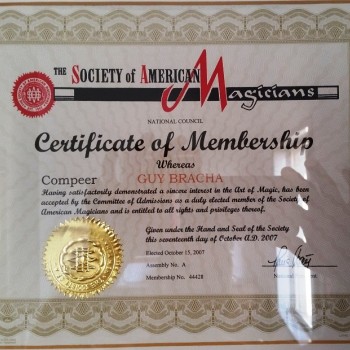 THE SOCIETY of AMERICAN
Magicians
NATIONAL COUNCIL
Certificate of Membership
Whereas
Compeer GUY BRACHA
Having satisfactorily demonstrated a sincere interest in the Art of Magic, has been
accepted by the Committee of Admissions as a duly elected member of the Society of
American Magicians and is entitled to all rights and privileges thereof.
Given under the Hand and Seal of the Society
this seventeenth day of October A.D. 2007
Elected October 15, 2007
Assembly No. A
Membership No. 44428
National